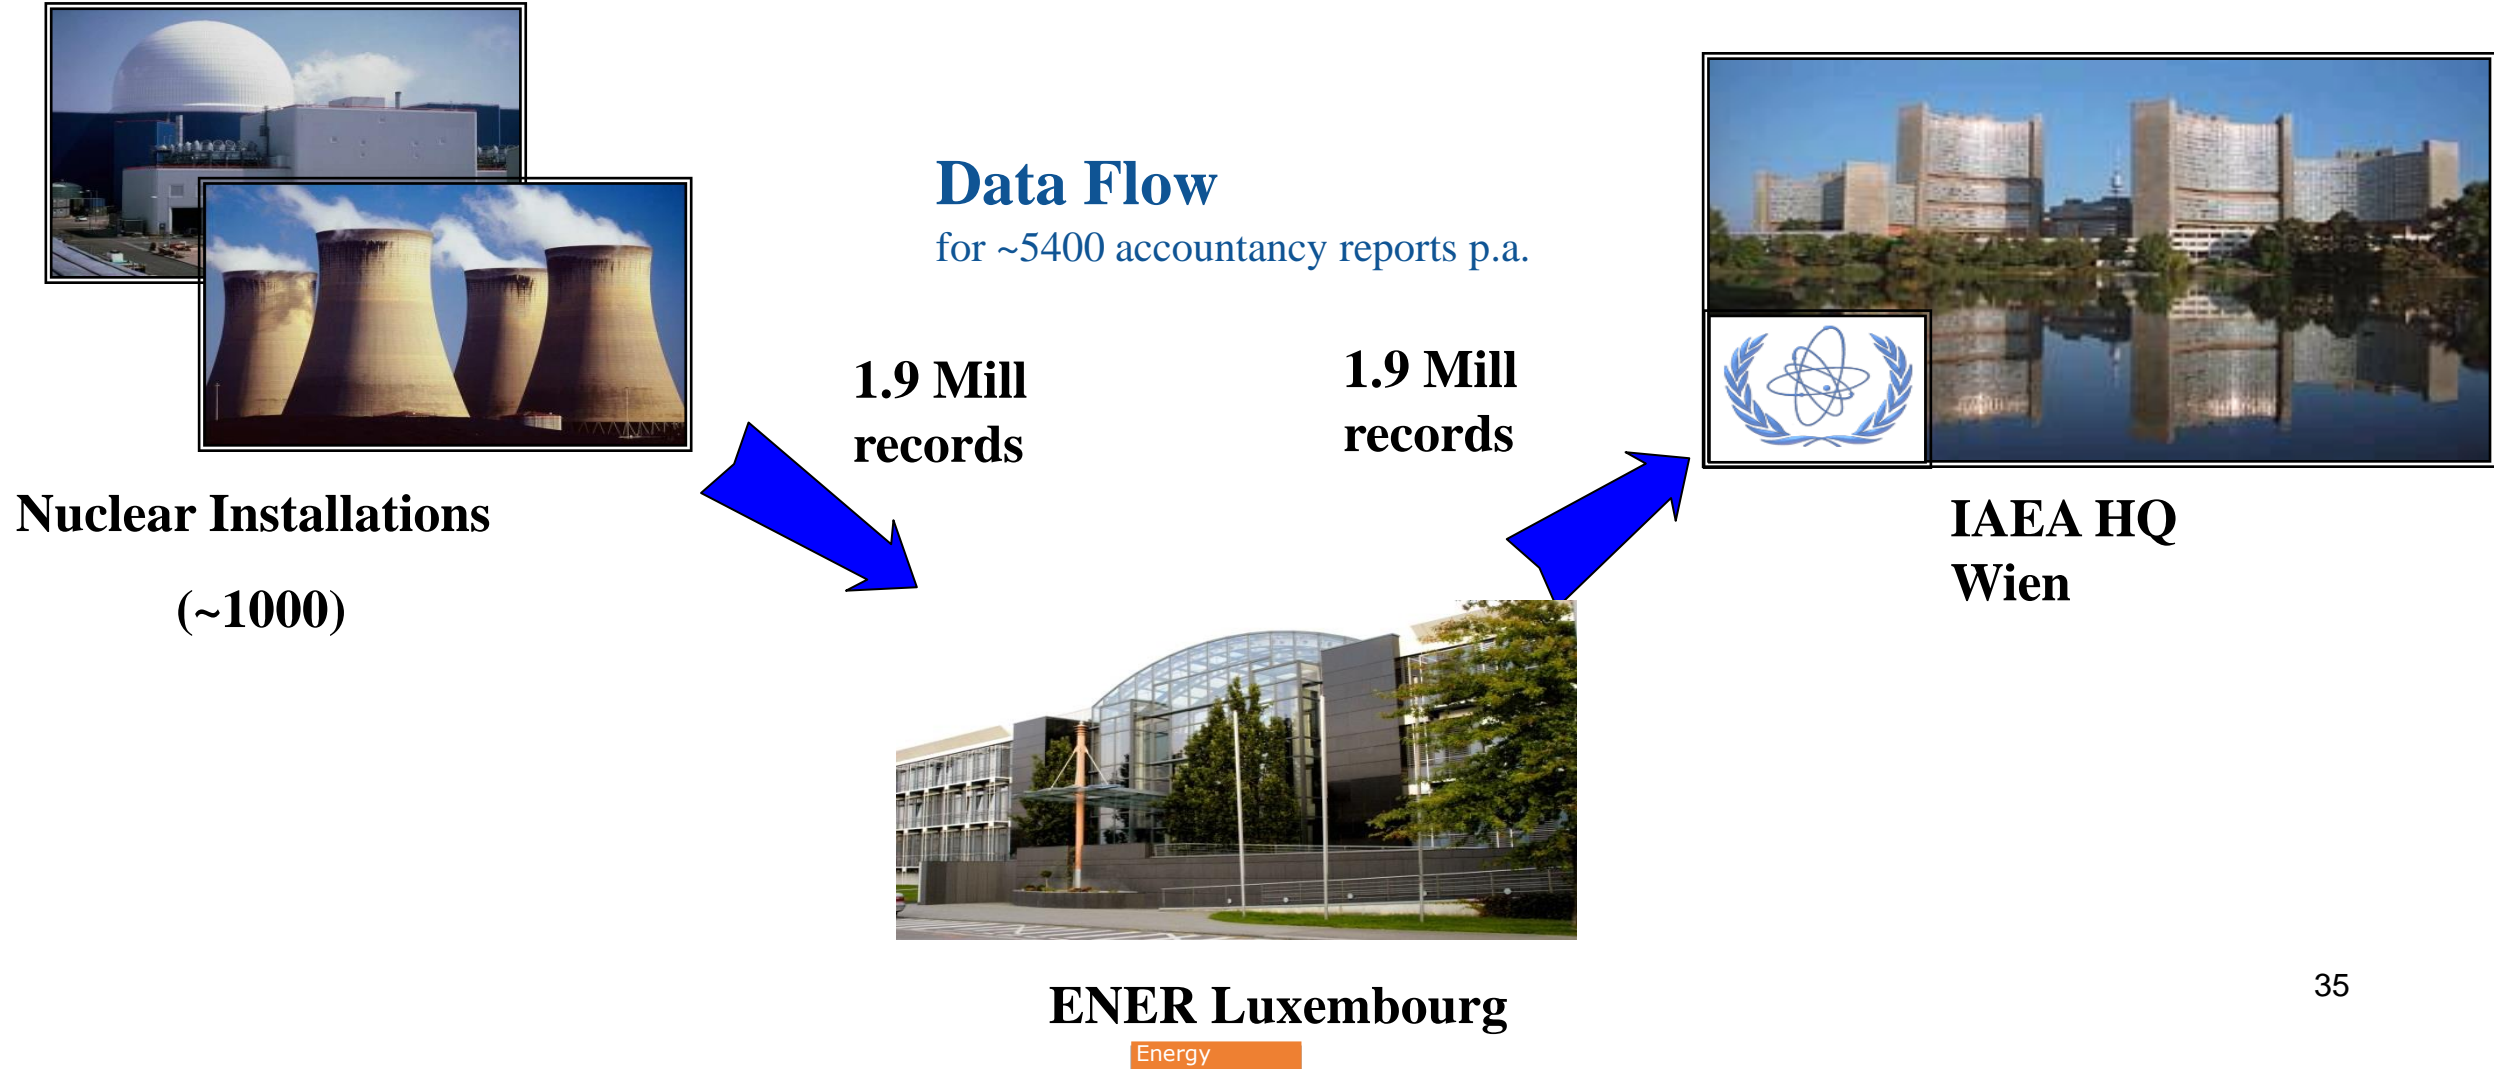 Data Flow
for ~5400 accountancy reports p.a.
1.9 Mill
records
1.9 Mill
records
Nuclear Installations
(~1000)
IAEA HQ
Wien
ENER Luxembourg
Energy
35